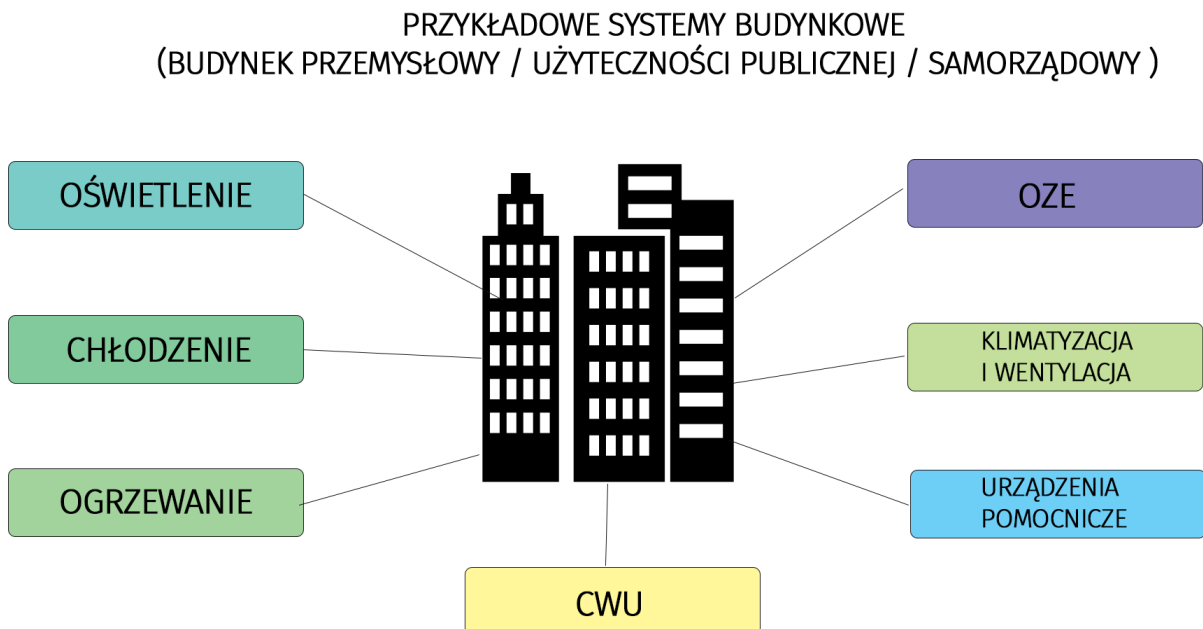 PRZYKŁADOWE SYSTEMY BUDYNKOWE
(BUDYNEK PRZEMYSŁOWY / UŻYTECZNOŚCI PUBLICZNEJ / SAMORZĄDOWY )
OŚWIETLENIE
OZE
CHŁODZENIE
KLIMATYZACJA
I WENTYLACJA
OGRZEWANIE
URZĄDZENIA
POMOCNICZE
CWU